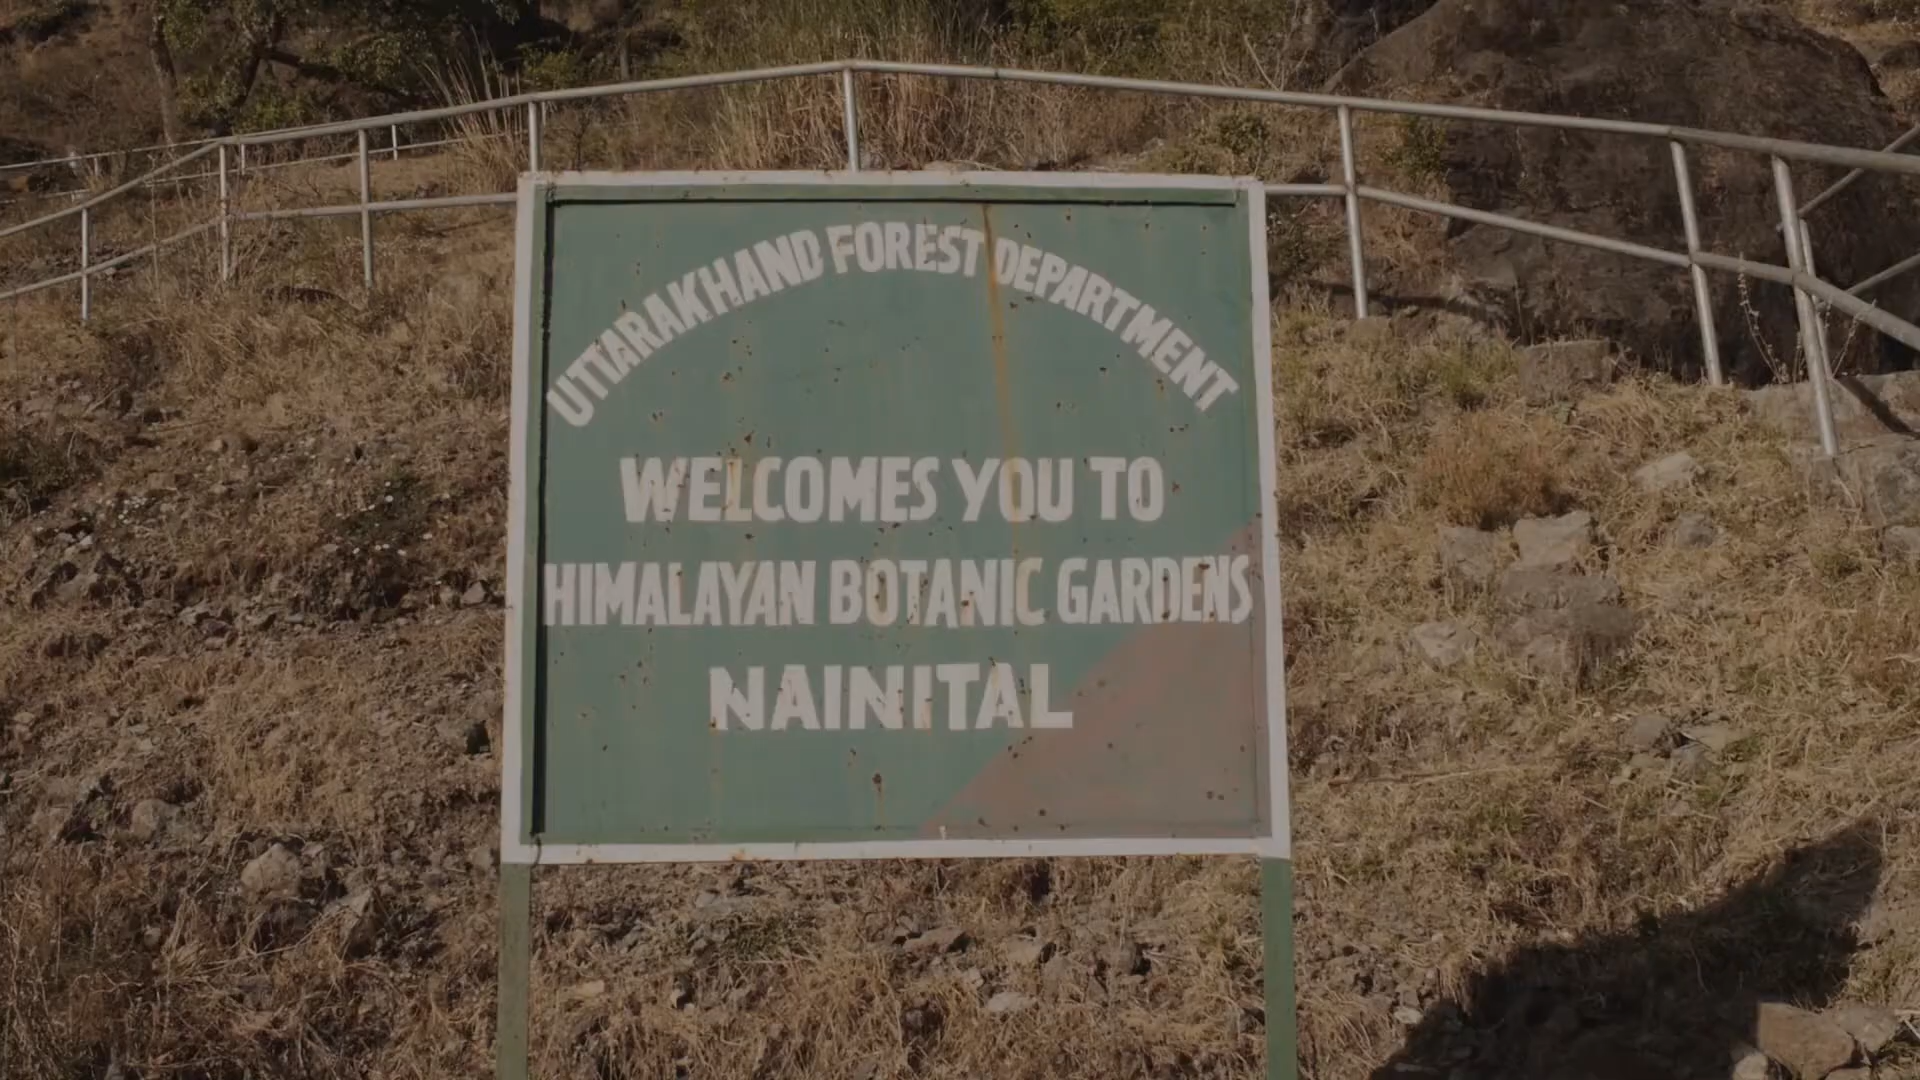 UTTARAKHAND FOREST DEPARTMENT
WELCOMES YOU TO
HIMALAYAN BOTANIC GARDENS
NAINITAL